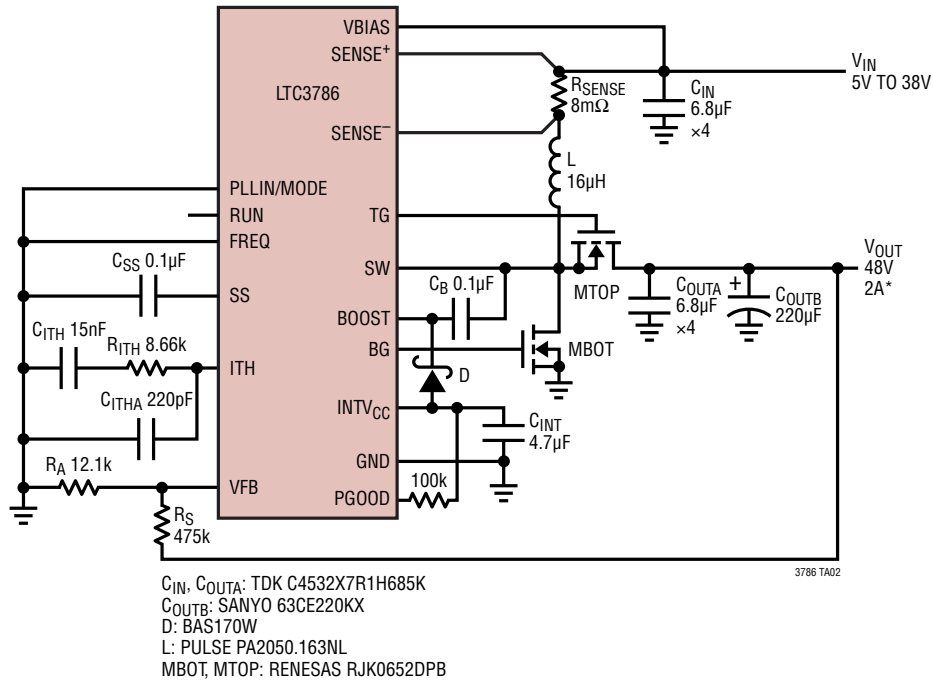 VBIAS
SENSE+
LTC3786
SENSE–
PLLIN/MODE
RUN
FREQ
SS
ITH
VFB
TG
SW
BOOST
BG
INTVCC
GND
PGOOD
VIN
5V TO 38V
CIN
6.8µF
×4
RSENSE
8mΩ
L
16µH
CSS 0.1µF
CITH 15nF
RITH 8.66k
CITHA 220pF
RA 12.1k
RS
475k
CB 0.1µF
D
MTOP
MBOT
COUTA
6.8µF
×4
+
COUTB
220µF
VOUT
48V
2A*
CINT
4.7µF
100k
3786 TA02
CIN, COUTA: TDK C4532X7R1H685K
COUTB: SANYO 63CE220KX
D: BAS170W
L: PULSE PA2050.163NL
MBOT, MTOP: RENESAS RJK0652DPB